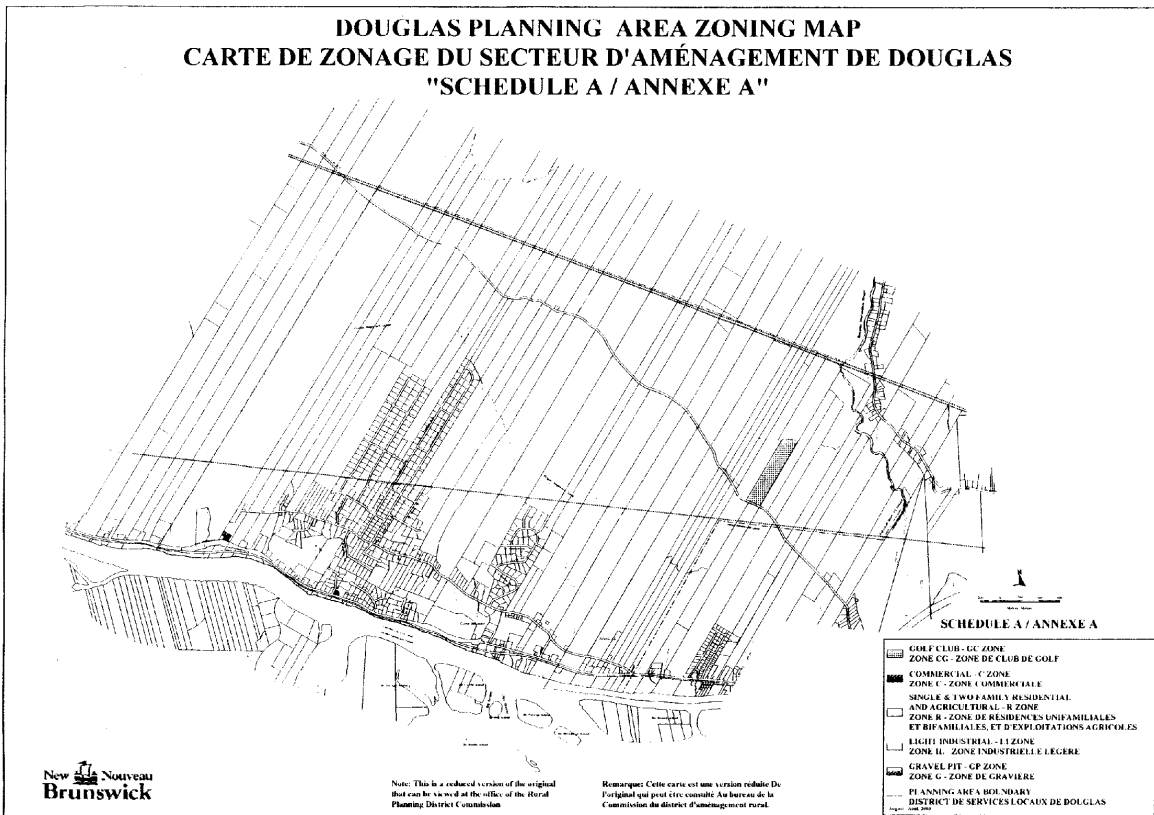 DOUGLAS PLANNING AREA ZONING MAP
CARTE DE ZONAGE DU SECTEUR D'AMÉNAGEMENT DE DOUGLAS
"SCHEDULE A / ANNEXE A"
N
SCHEDULE A / ANNEXE A
GOLF CLUB - GC ZONE
ZONE CG - ZONE DE CLUB DE GOLF
COMMERCIAL - C ZONE
ZONE C - ZONE COMMERCIALE
SINGLE & TWO FAMILY RESIDENTIAL
AND AGRICULTURAL - R ZONE
ZONE R - ZONE DE RÉSIDENCES UNIFAMILIALES
ET BIFAMILIALES, ET D'EXPLOITATIONS AGRICOLES
LIGHT INDUSTRIAL - LI ZONE
ZONE IL ZONE INDUSTRIELLE LÉGÈRE
GRAVEL PIT - GP ZONE
ZONE G - ZONE DE GRAVIÈRE
PLANNING AREA BOUNDARY
DISTRICT DE SERVICES LOCAUX DE DOUGLAS
New Nouveau
Brunswick
Note: This is a reduced version of the original
that can be viewed at the office of the Rural
Planning District Commission
Remarque: Cette carte est une version réduite De
l'original qui peut être consulté Au bureau de la
Commission du district d'aménagement rural.